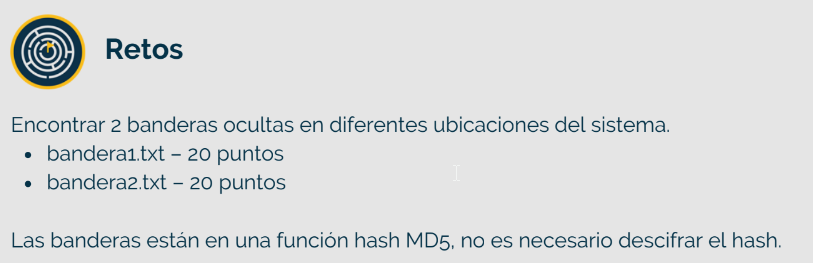 Retos
Encontrar 2 banderas ocultas en diferentes ubicaciones del sistema.
• bandera1.txt – 20 puntos
• bandera2.txt – 20 puntos
Las banderas están en una función hash MD5, no es necesario descifrar el hash.